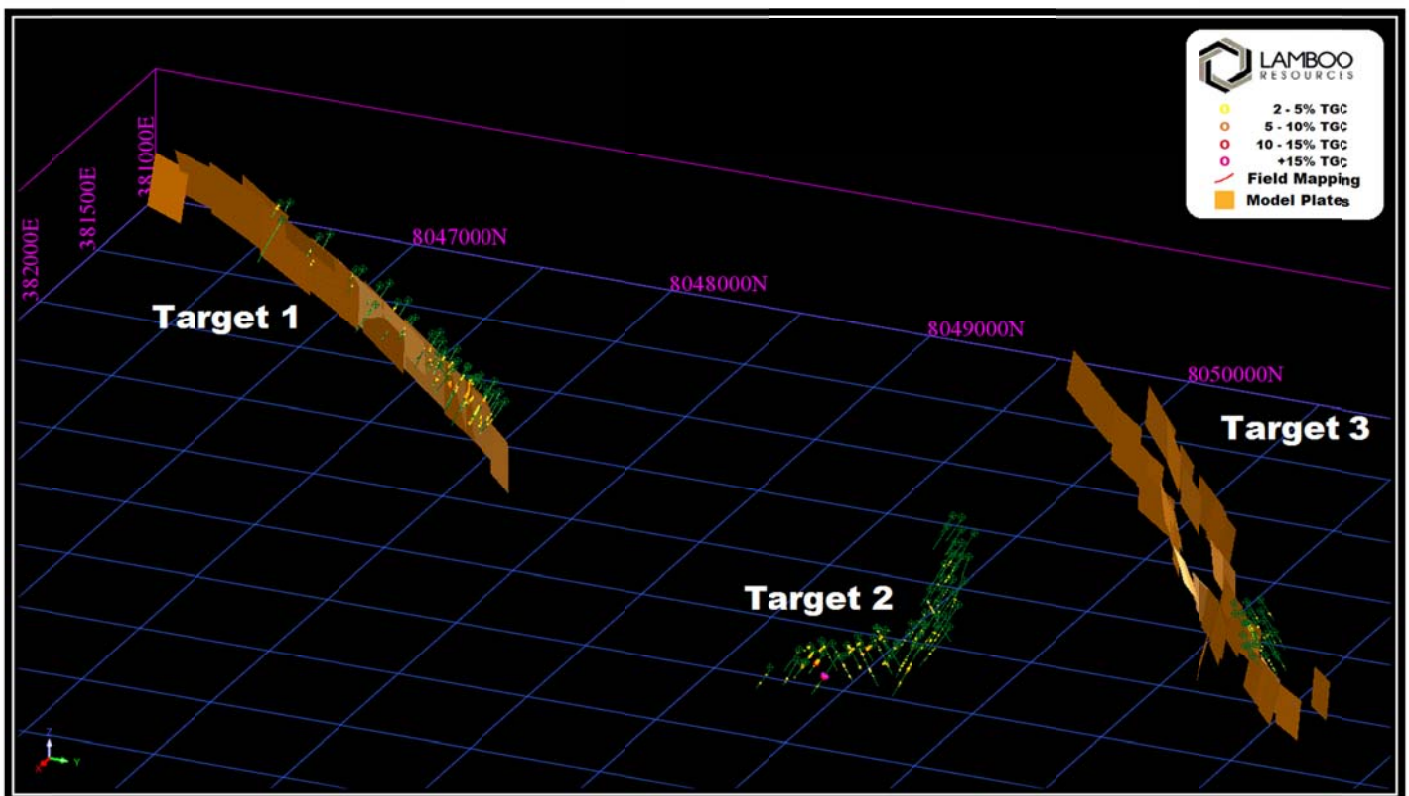 LAMBOO
RESOURCIS
2 - 5% TGC
5 - 10% TGC
10 - 15% TGC
+15% TGC
Field Mapping
Model Plates
381000E
381500E
382000E
8047000N
8048000N
8049000N
8050000N
Target 1
Target 2
Target 3
Z
X
Y